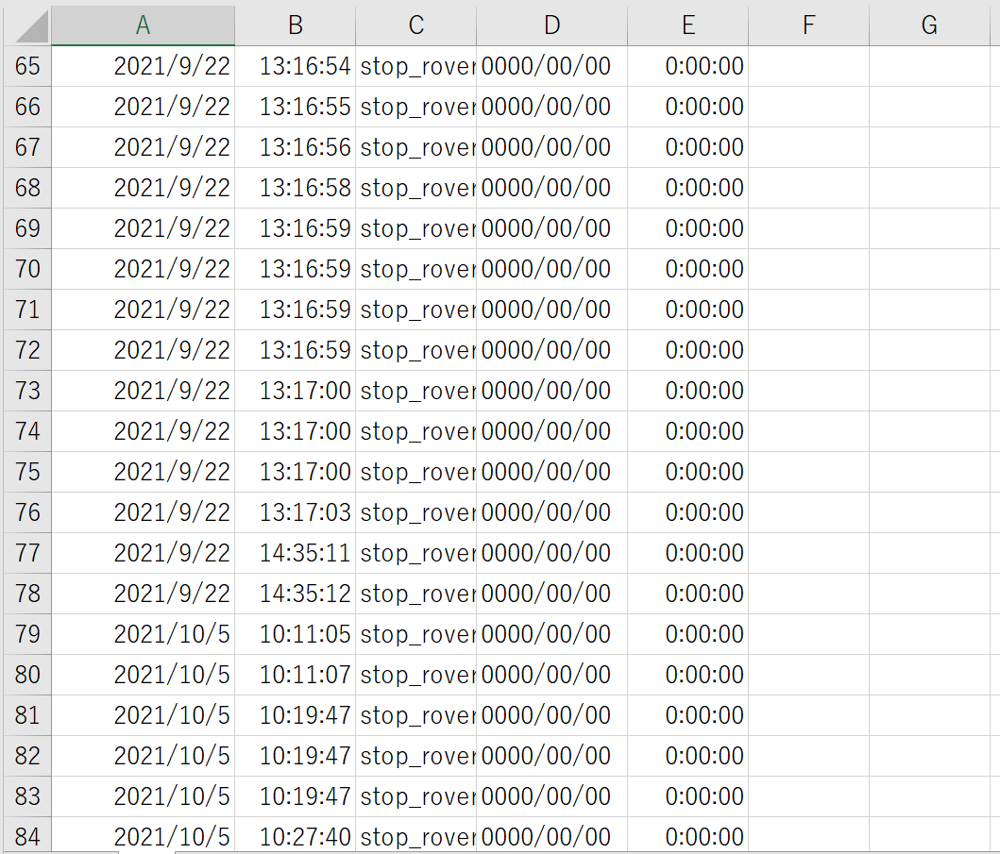 A B C D E F G
65 2021/9/22 13:16:54 stop_rover 0000/00/00 0:00:00
66 2021/9/22 13:16:55 stop_rover 0000/00/00 0:00:00
67 2021/9/22 13:16:56 stop_rover 0000/00/00 0:00:00
68 2021/9/22 13:16:58 stop_rover 0000/00/00 0:00:00
69 2021/9/22 13:16:59 stop_rover 0000/00/00 0:00:00
70 2021/9/22 13:16:59 stop_rover 0000/00/00 0:00:00
71 2021/9/22 13:16:59 stop_rover 0000/00/00 0:00:00
72 2021/9/22 13:16:59 stop_rover 0000/00/00 0:00:00
73 2021/9/22 13:17:00 stop_rover 0000/00/00 0:00:00
74 2021/9/22 13:17:00 stop_rover 0000/00/00 0:00:00
75 2021/9/22 13:17:00 stop_rover 0000/00/00 0:00:00
76 2021/9/22 13:17:03 stop_rover 0000/00/00 0:00:00
77 2021/9/22 14:35:11 stop_rover 0000/00/00 0:00:00
78 2021/9/22 14:35:12 stop_rover 0000/00/00 0:00:00
79 2021/10/5 10:11:05 stop_rover 0000/00/00 0:00:00
80 2021/10/5 10:11:07 stop_rover 0000/00/00 0:00:00
81 2021/10/5 10:19:47 stop_rover 0000/00/00 0:00:00
82 2021/10/5 10:19:47 stop_rover 0000/00/00 0:00:00
83 2021/10/5 10:19:47 stop_rover 0000/00/00 0:00:00
84 2021/10/5 10:27:40 stop_rover 0000/00/00 0:00:00